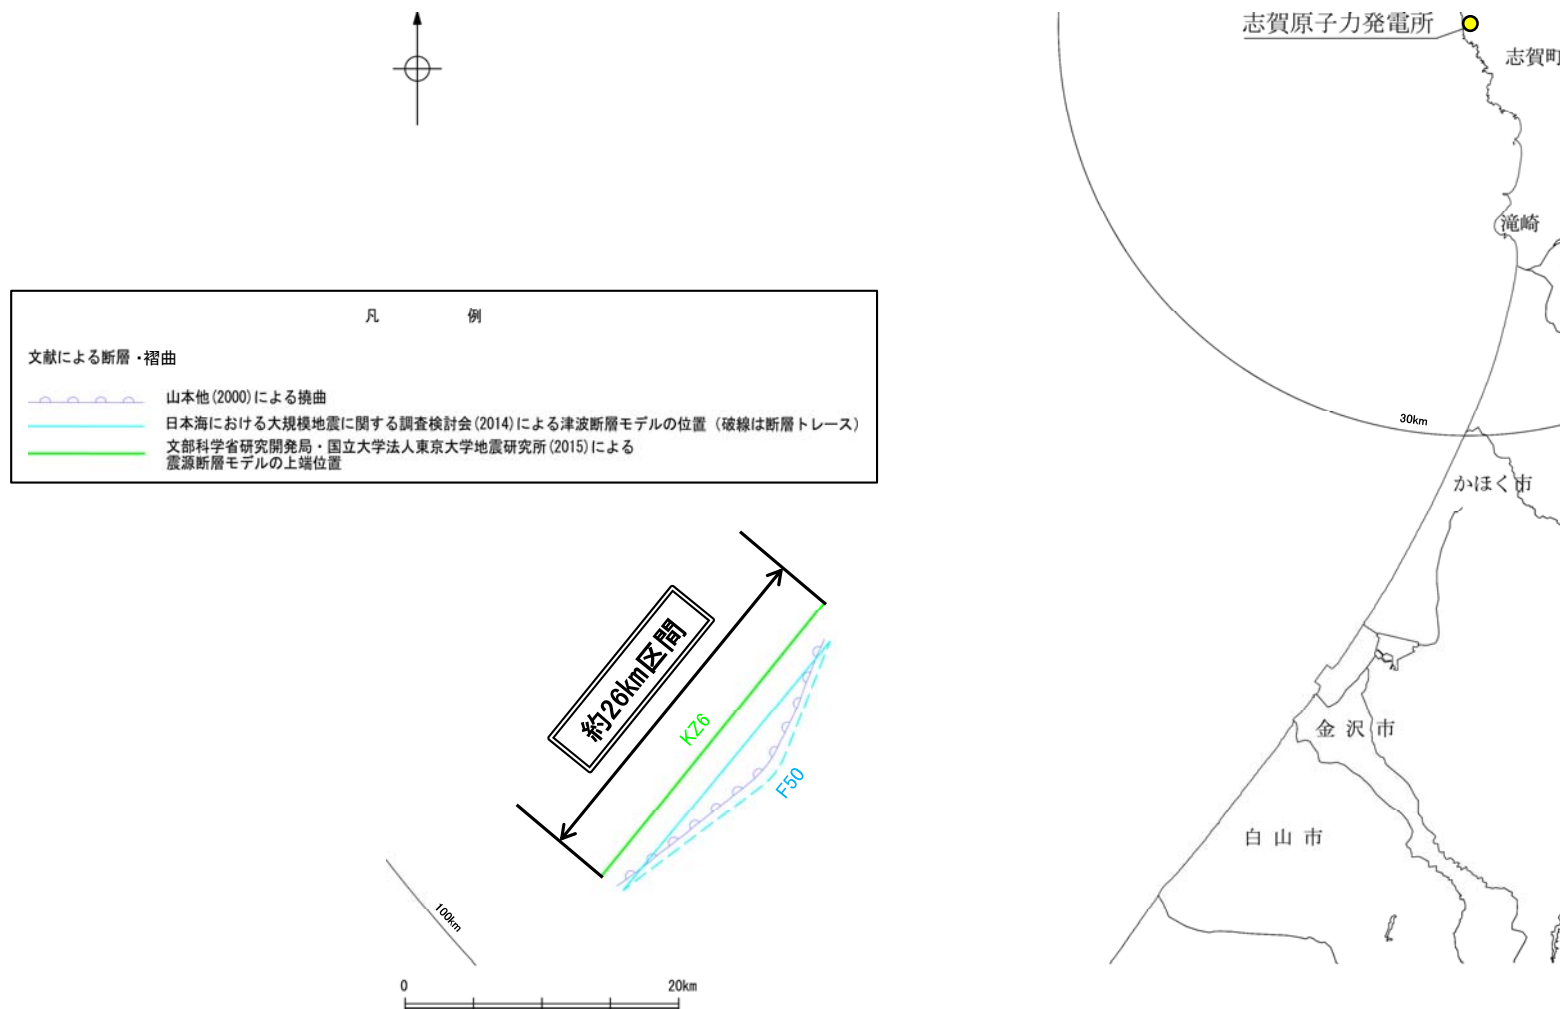 志賀原子力発電所
志賀町
滝崎
凡 例
文献による断層・褶曲
山本他(2000)による撓曲
日本海における大規模地震に関する調査検討会(2014)による津波断層モデルの位置（破線は断層トレース）
文部科学省研究開発局・国立大学法人東京大学地震研究所(2015)による
震源断層モデルの上端位置
30km
かほく市
約26km区間
KZ6
F50
金沢市
白山市
100km
0 20km